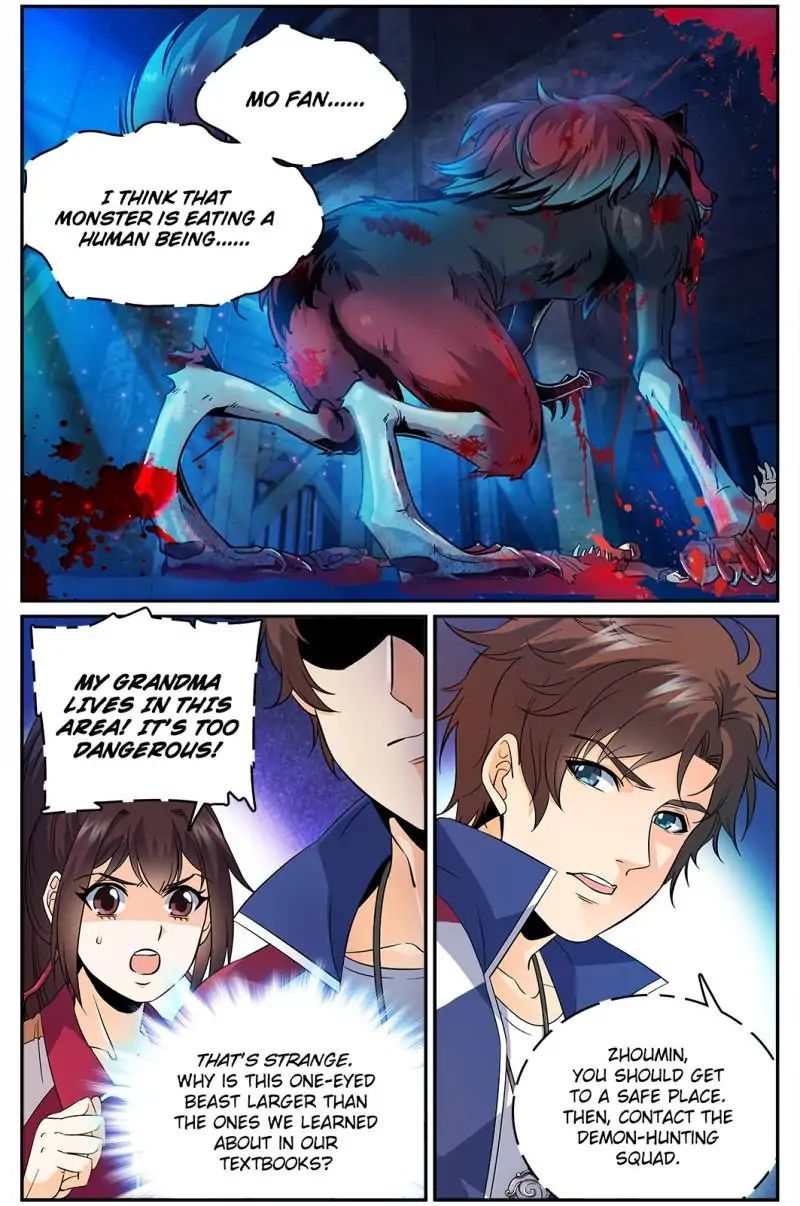 MO FAN......
I THINK THAT
MONSTER IS EATING A
HUMAN BEING......
MY GRANDMA
LIVES IN THIS
AREA! IT'S TOO
DANGEROUS!
THAT'S STRANGE.
WHY IS THIS ONE-EYED
BEAST LARGER THAN
THE ONES WE LEARNED
ABOUT IN OUR
TEXTBOOKS?
ZHOUMIN,
YOU SHOULD GET
TO A SAFE PLACE.
THEN, CONTACT THE
DEMON-HUNTING
SQUAD.